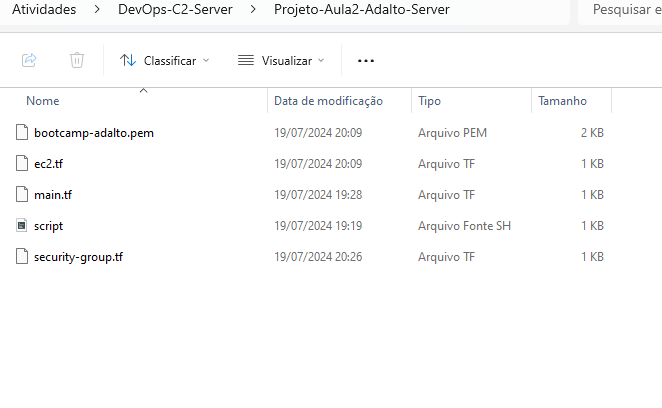 Atividades > DevOps-C2-Server > Projeto-Aula2-Adalto-Server Pesquisar e
Classificar Visualizar ...
Nome Data de modificação Tipo Tamanho
bootcamp-adalto.pem 19/07/2024 20:09 Arquivo PEM 2 KB
ec2.tf 19/07/2024 20:09 Arquivo TF 1 KB
main.tf 19/07/2024 19:28 Arquivo TF 1 KB
script 19/07/2024 19:19 Arquivo Fonte SH 1 KB
security-group.tf 19/07/2024 20:26 Arquivo TF 1 KB